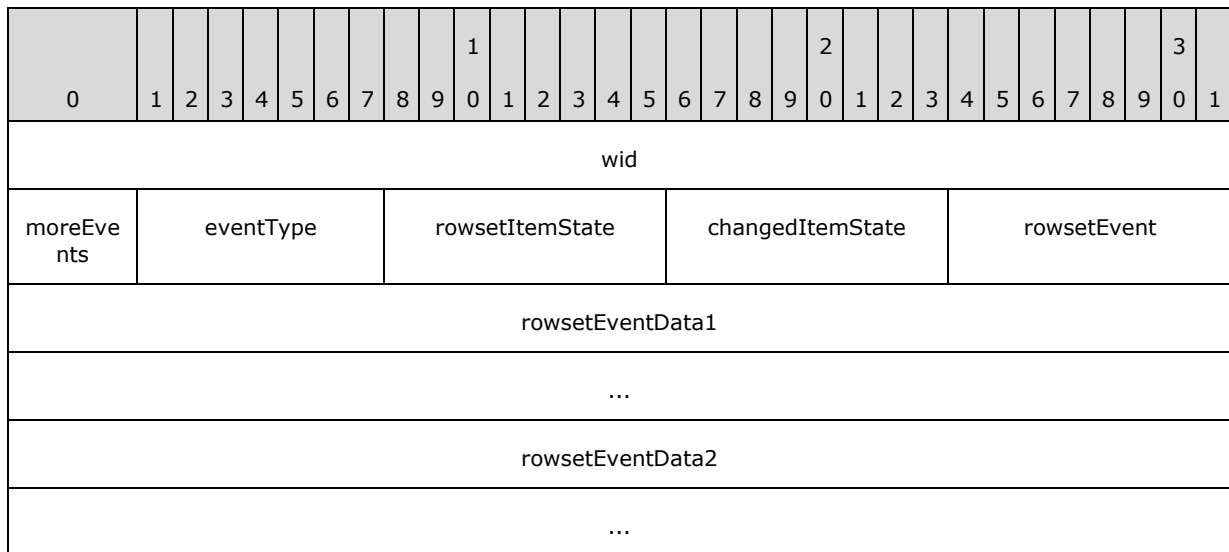 1 2 3
0 1 2 3 4 5 6 7 8 9 0 1 2 3 4 5 6 7 8 9 0 1 2 3 4 5 6 7 8 9 0 1
wid
moreEve
nts eventType rowsetItemState changedItemState rowsetEvent
rowsetEventData1
...
rowsetEventData2
...